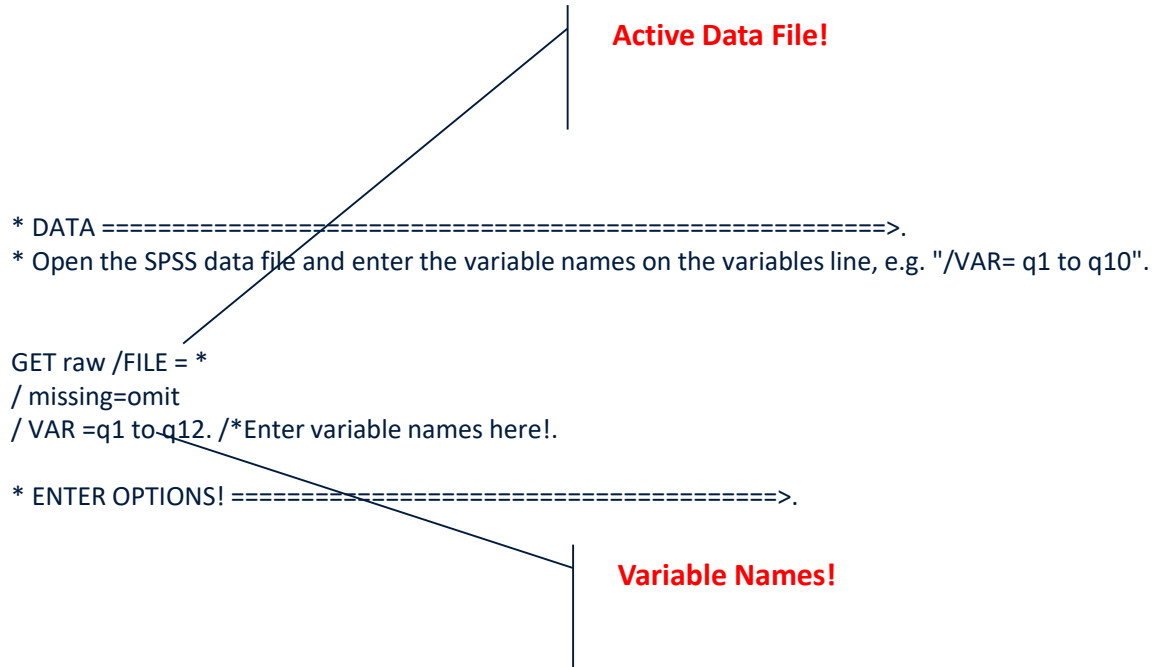 Active Data File!
* DATA ========================================================>.
* Open the SPSS data file and enter the variable names on the variables line, e.g. "/VAR= q1 to q10".
GET raw /FILE = *
/ missing=omit
/ VAR =q1 to q12. /*Enter variable names here!.
* ENTER OPTIONS! =======================================>.
Variable Names!